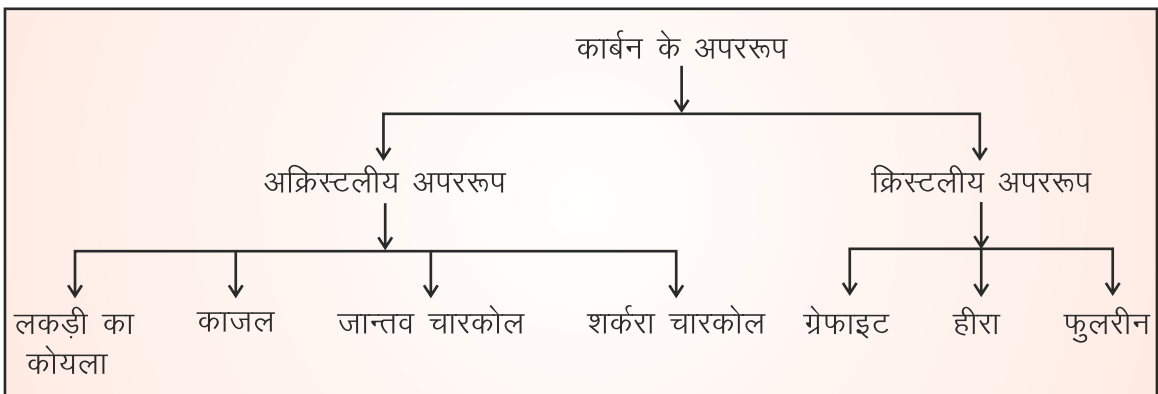 कार्बन के अपररूप
अक्रिस्टलीय अपररूप
क्रिस्टलीय अपररूप
लकड़ी का
कोयला
काजल
जान्तव चारकोल
शर्करा चारकोल
ग्रेफाइट
हीरा
फुलरीन